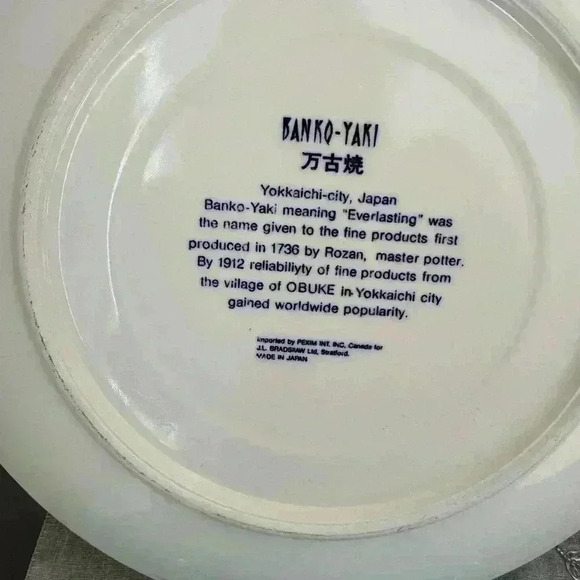 BANKO-YAKI
万古焼
Yokkaichi-city, Japan
Banko-Yaki meaning "Everlasting" was
the name given to the fine products first
produced in 1736 by Rozan, master potter.
By 1912 reliabiliyty of fine products from
the village of OBUKE in Yokkaichi city
gained worldwide popularity.
Imported by PEKIM INT. INC. Canada for
J.L. BRADSHAW Ltd, Stratford.
MADE IN JAPAN